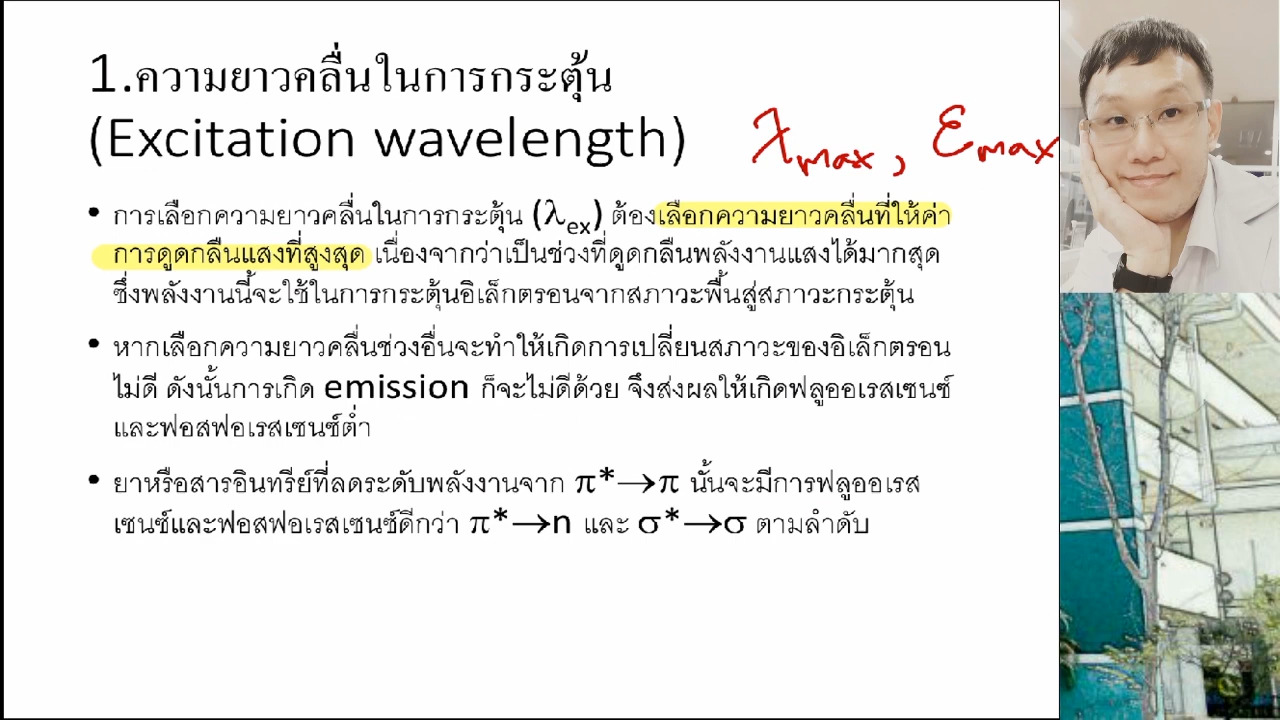 1.ความยาวคลื่นในการกระตุ้น
(Excitation wavelength)
λmax , εmax
• การเลือกความยาวคลื่นในการกระตุ้น (λex) ต้องเลือกความยาวคลื่นที่ให้ค่า
การดูดกลืนแสงที่สูงสุด เนื่องจากว่าเป็นช่วงที่ดูดกลืนพลังงานแสงได้มากสุด
ซึ่งพลังงานนี้จะใช้ในการกระตุ้นอิเล็กตรอนจากสภาวะพื้นสู่สภาวะกระตุ้น
• หากเลือกความยาวคลื่นช่วงอื่นจะทำให้เกิดการเปลี่ยนสภาวะของอิเล็กตรอน
ไม่ดี ดังนั้นการเกิด emission ก็จะไม่ดีด้วย จึงส่งผลให้เกิดฟลูออเรสเซนซ์
และฟอสฟอเรสเซนซ์ต่ำ
• ยาหรือสารอินทรีย์ที่ลดระดับพลังงานจาก π*→π นั้นจะมีการฟลูออเรส
เซนซ์และฟอสฟอเรสเซนซ์ดีกว่า π*→n และ σ*→σ ตามลำดับ